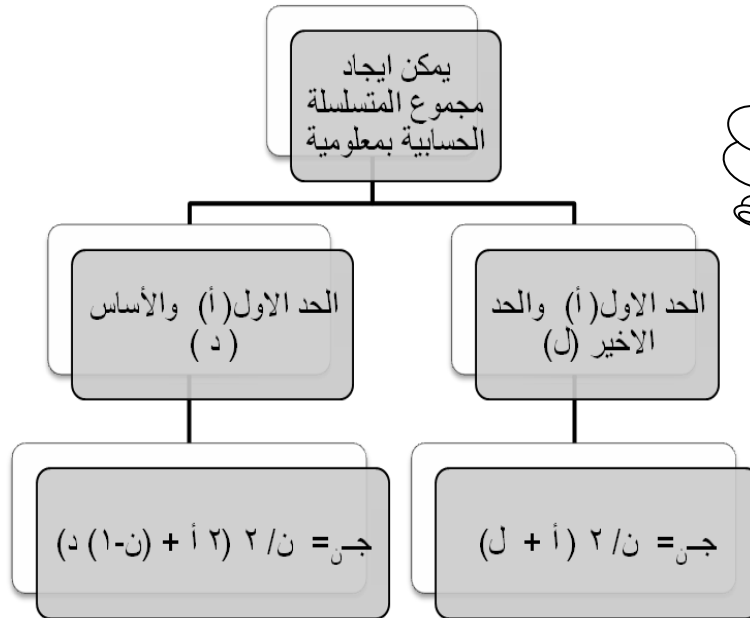 يمكن ايجاد
مجموع المتسلسلة
الحسابية بمعلومية
الحد الاول(أ) والحد
الاخير (ل)
الحد الاول(أ) والأساس
(د )
جـن= ن/ ٢ (أ + ل)
جـن= ن/ ٢ (٢ أ + (ن-١) د)